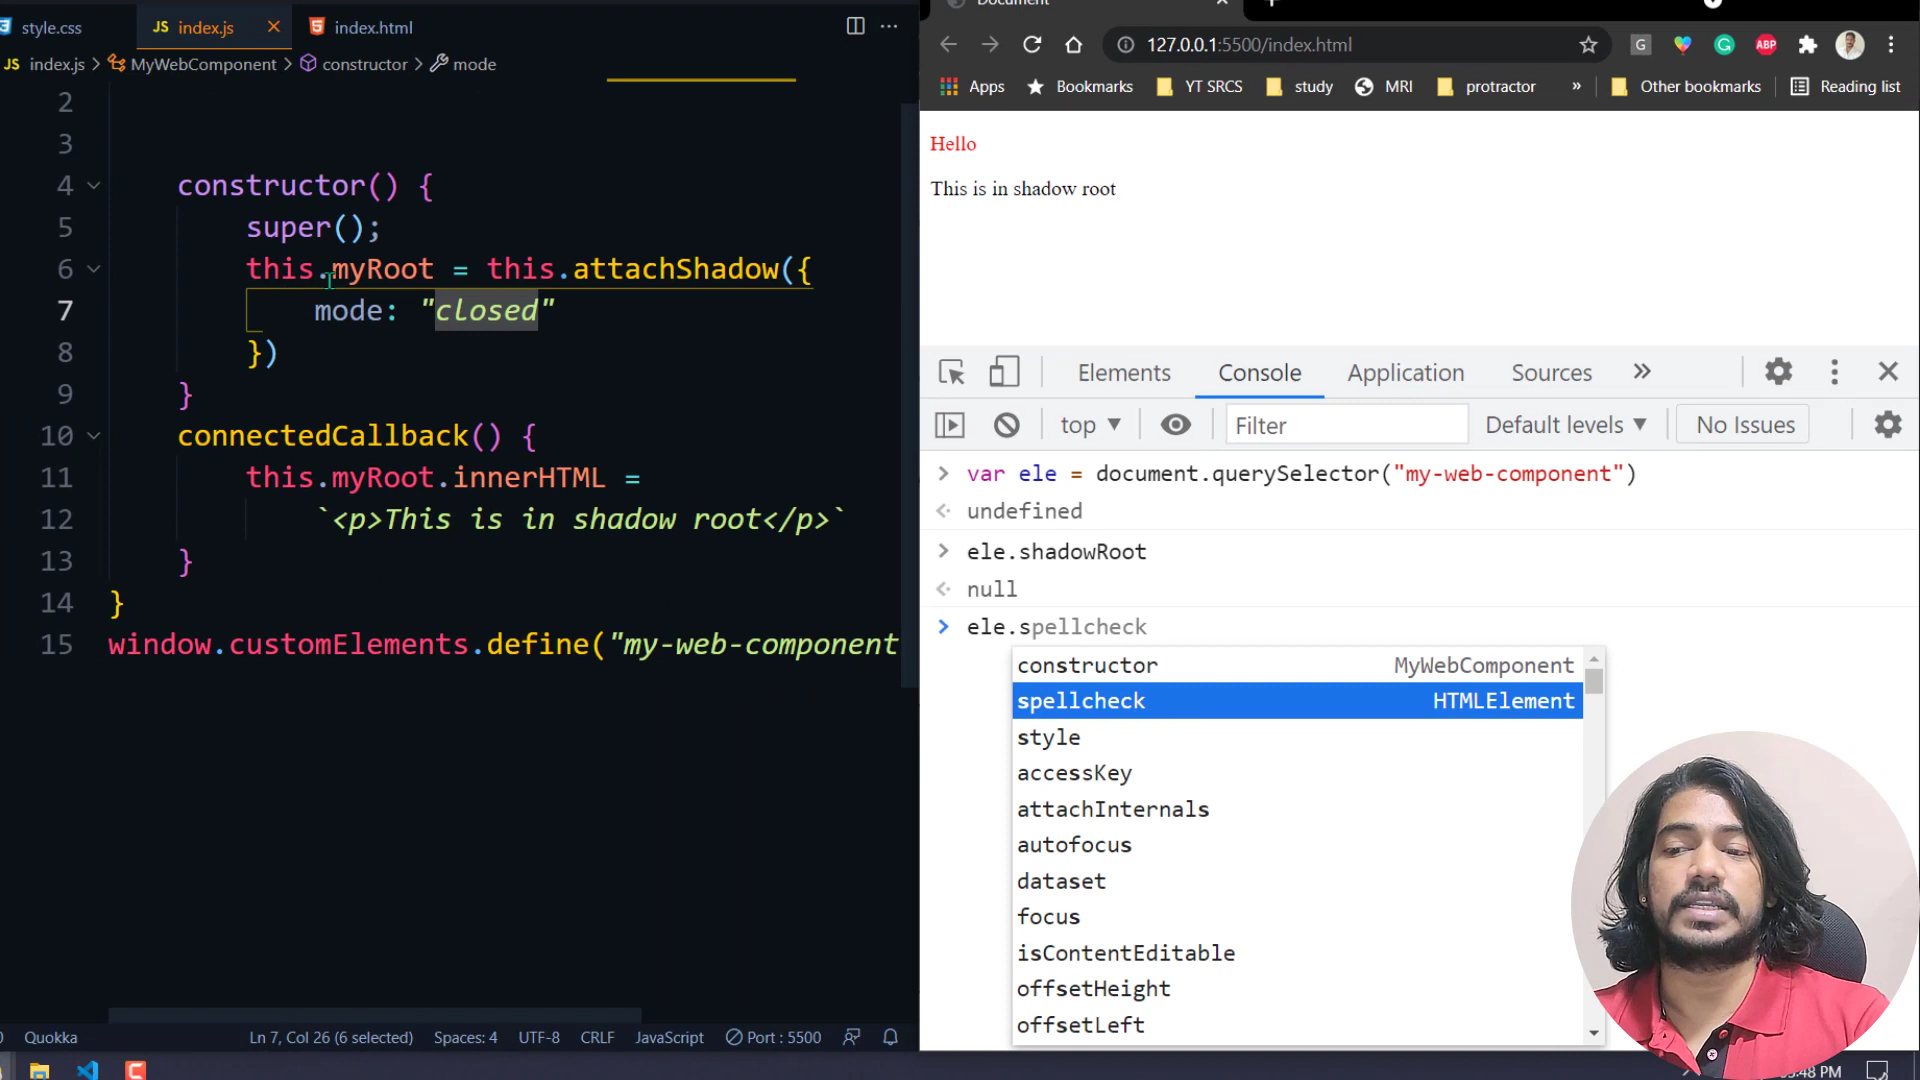 style.css
JS index.js
index.html
JS index.js > MyWebComponent > constructor > mode
2
3
4 constructor() {
5 super();
6 this.myRoot = this.attachShadow({
7 mode: "closed"
8 })
9 }
10 connectedCallback() {
11 this.myRoot.innerHTML =
12 `<p>This is in shadow root</p>`
13 }
14 }
15 window.customElements.define("my-web-component
Quokka
Ln 7, Col 26 (6 selected)
Spaces: 4
UTF-8
CRLF
JavaScript
Port : 5500
Document
127.0.0.1:5500/index.html
G
ABP
Apps
Bookmarks
YT SRCS
study
MRI
protractor
»
Other bookmarks
Reading list
Hello
This is in shadow root
Elements
Console
Application
Sources
»
top
Filter
Default levels
No Issues
> var ele = document.querySelector("my-web-component")
undefined
> ele.shadowRoot
null
> ele.spellcheck
constructor MyWebComponent
spellcheck HTMLElement
style
accessKey
attachInternals
autofocus
dataset
focus
isContentEditable
offsetHeight
offsetLeft
:48 PM